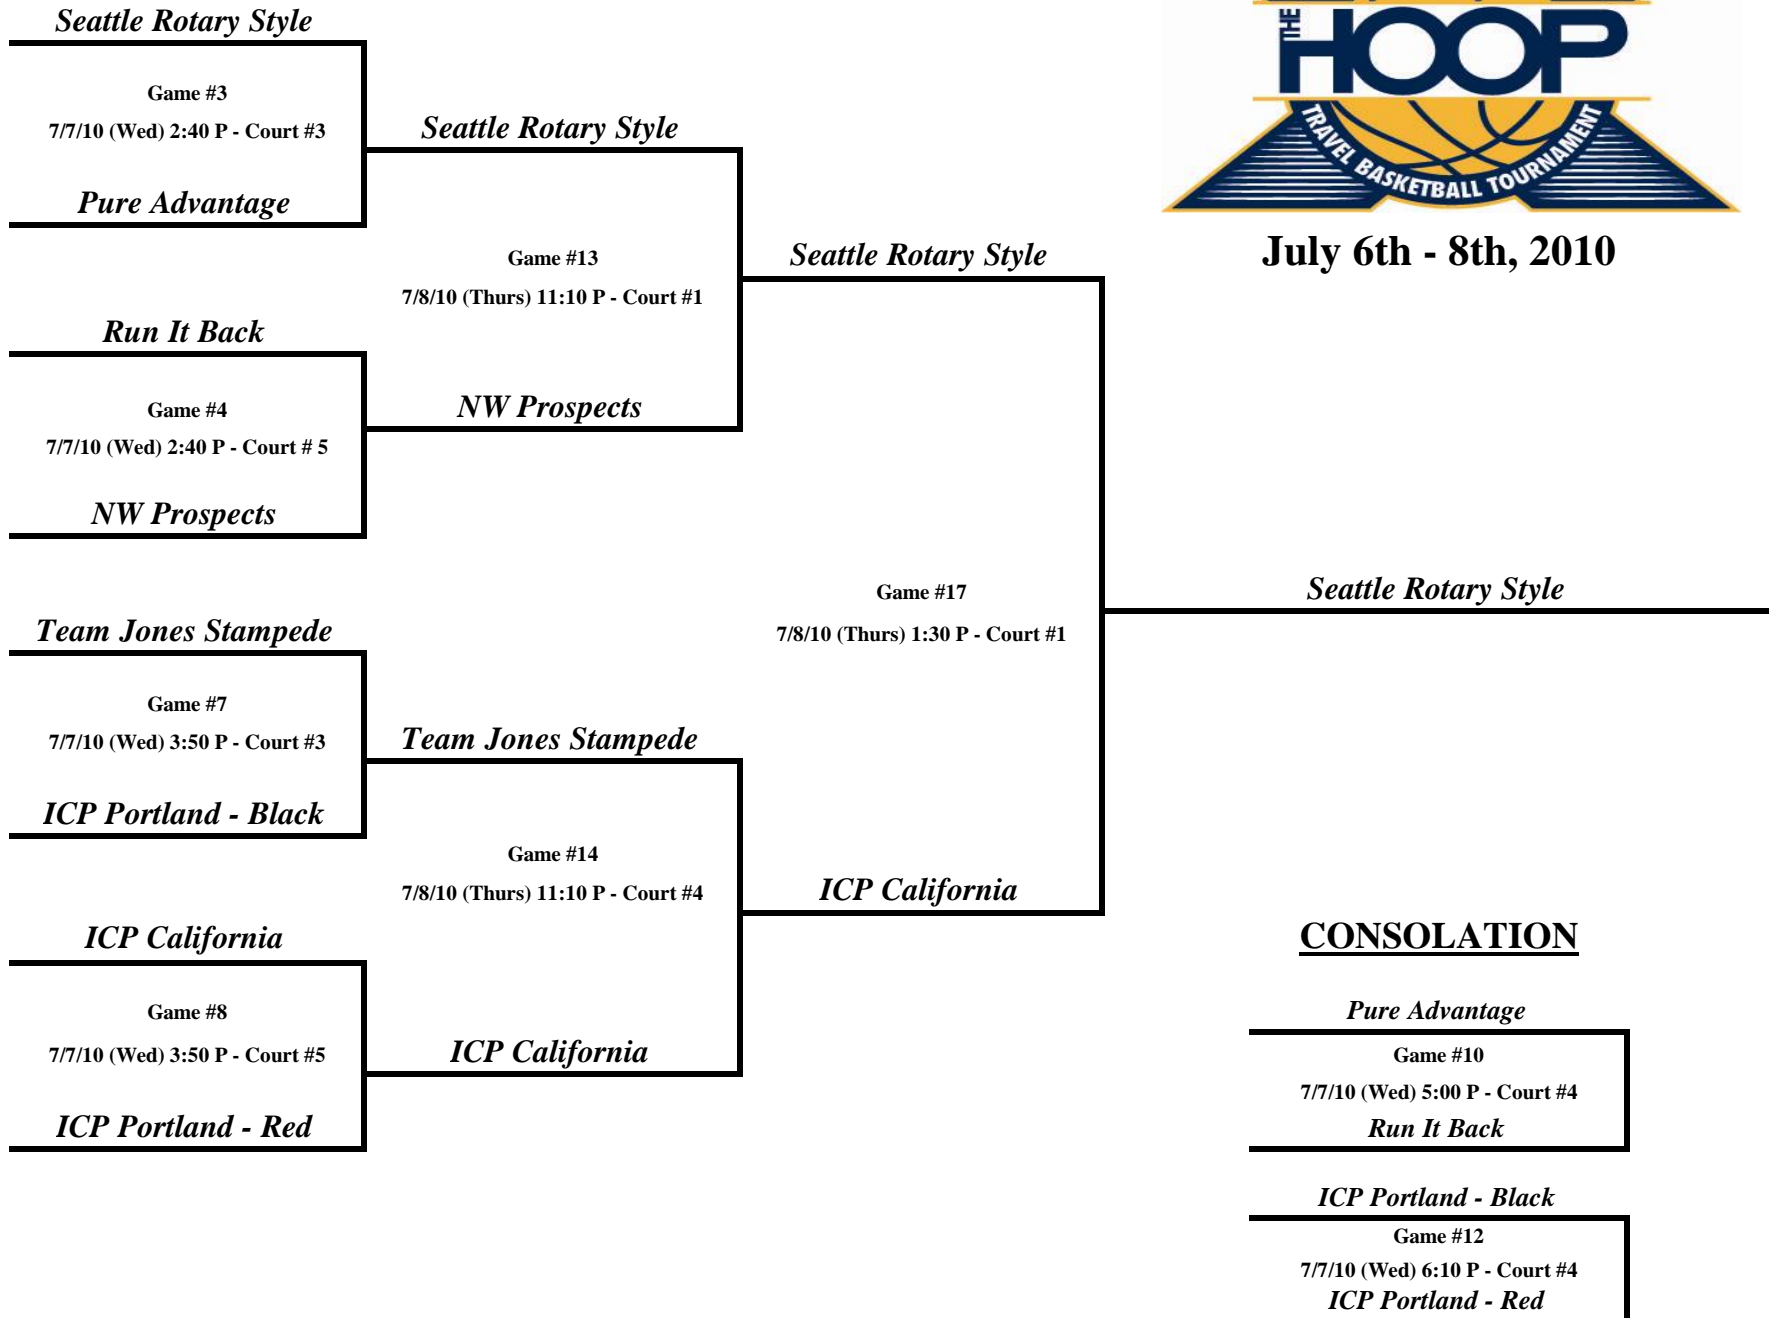 Seattle Rotary Style
Game #3
7/7/10 (Wed) 2:40 P - Court #3
Pure Advantage
Run It Back
Game #4
7/7/10 (Wed) 2:40 P - Court # 5
NW Prospects
Team Jones Stampede
Game #7
7/7/10 (Wed) 3:50 P - Court #3
ICP Portland - Black
ICP California
Game #8
7/7/10 (Wed) 3:50 P - Court #5
ICP Portland - Red
Seattle Rotary Style
Game #13
7/8/10 (Thurs) 11:10 P - Court #1
NW Prospects
Team Jones Stampede
Game #14
7/8/10 (Thurs) 11:10 P - Court #4
ICP California
Seattle Rotary Style
Game #17
7/8/10 (Thurs) 1:30 P - Court #1
ICP California
THE
HOOP
TRAVEL BASKETBALL TOURNAMENT
July 6th - 8th, 2010
Seattle Rotary Style
CONSOLATION
Pure Advantage
Game #10
7/7/10 (Wed) 5:00 P - Court #4
Run It Back
ICP Portland - Black
Game #12
7/7/10 (Wed) 6:10 P - Court #4
ICP Portland - Red